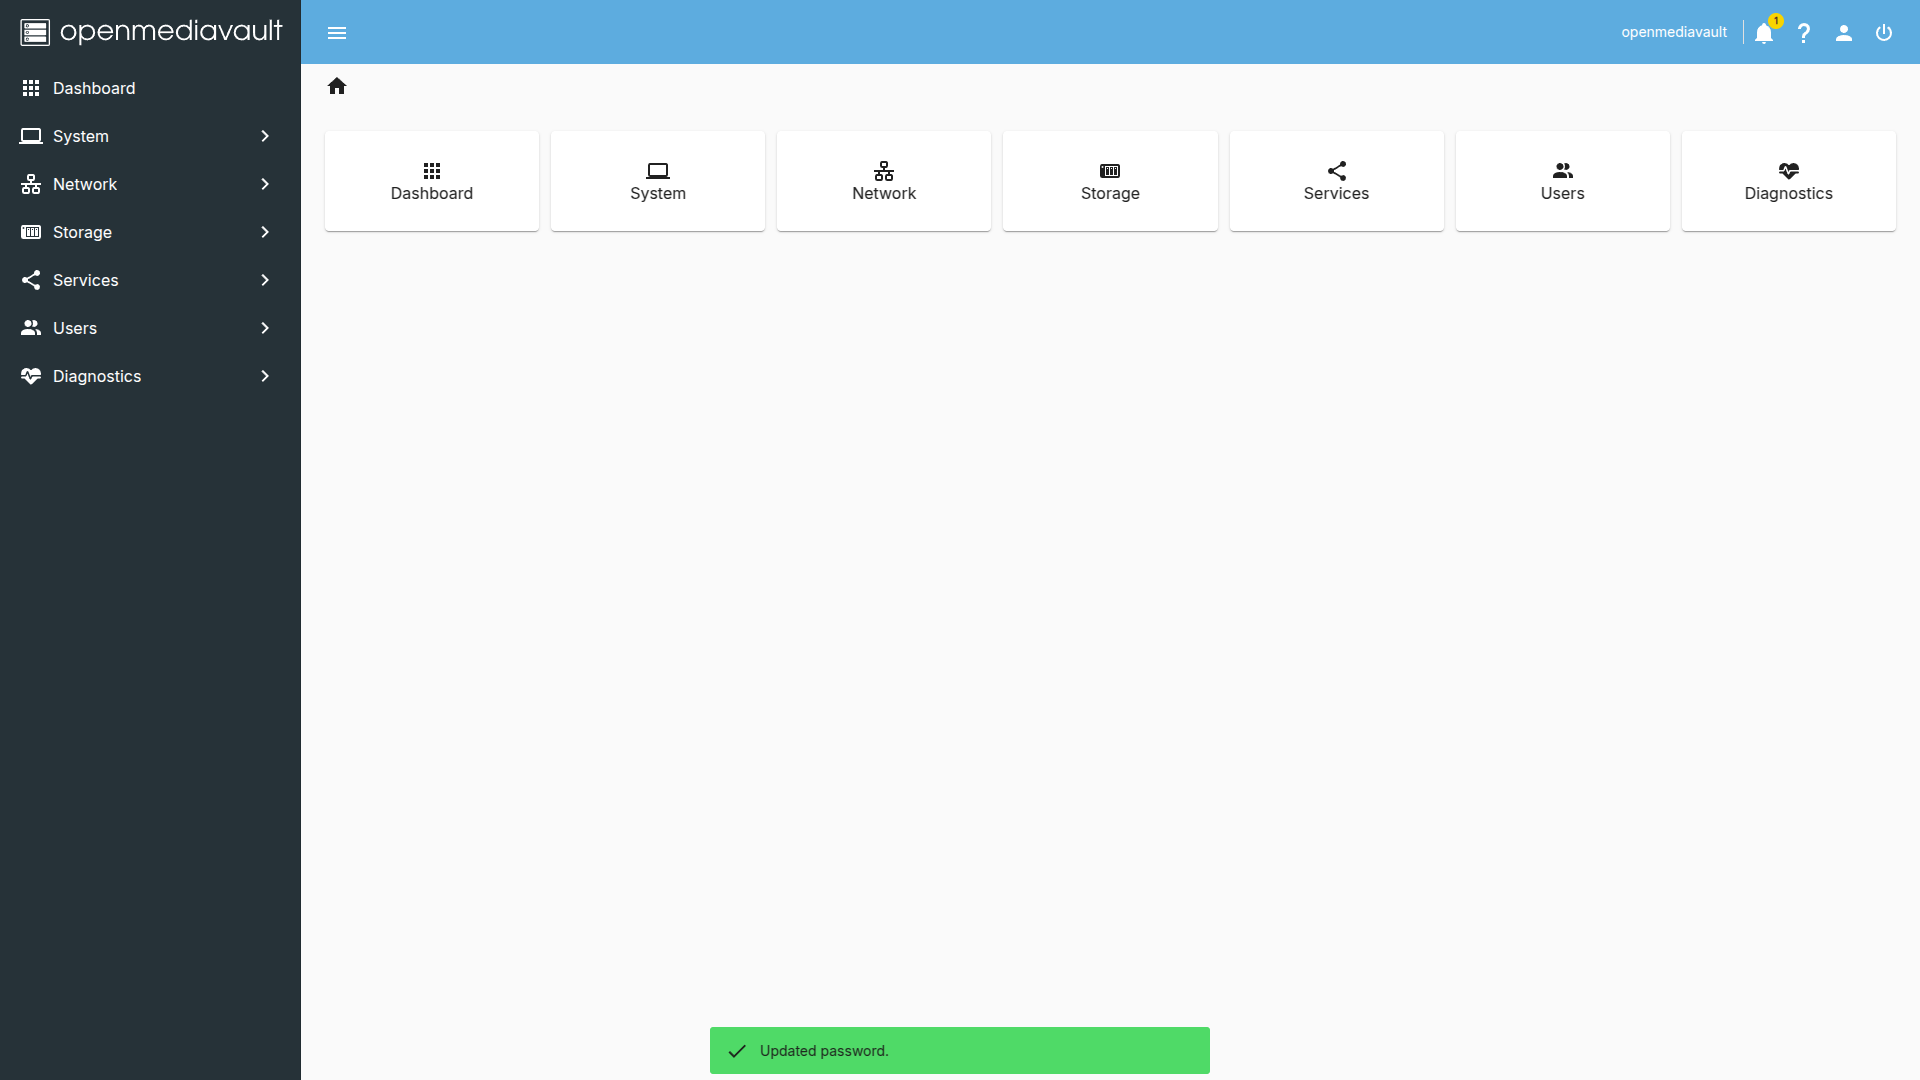 openmediavault
openmediavault
1
?
Dashboard
System
Network
Storage
Services
Users
Diagnostics
Dashboard
System
Network
Storage
Services
Users
Diagnostics
Updated password.